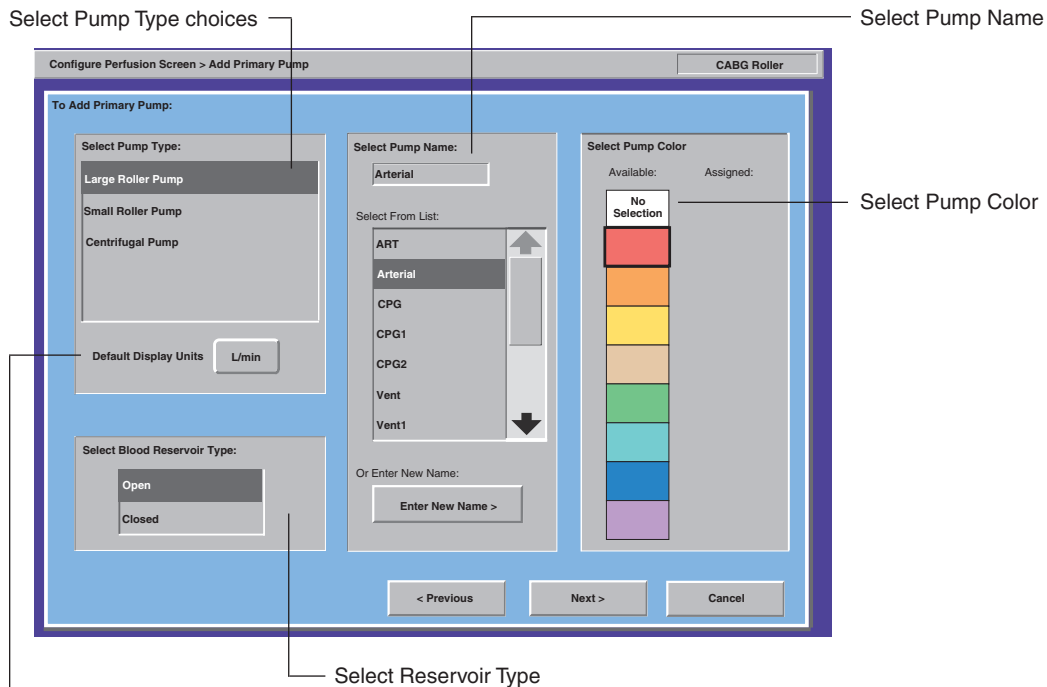 Select Pump Type choices
Select Pump Name
Configure Perfusion Screen > Add Primary Pump
CABG Roller
To Add Primary Pump:
Select Pump Type:
Large Roller Pump
Small Roller Pump
Centrifugal Pump
Default Display Units
L/min
Select Blood Reservoir Type:
Open
Closed
Select Pump Name:
Arterial
Select From List:
ART
Arterial
CPG
CPG1
CPG2
Vent
Vent1
Or Enter New Name:
Enter New Name >
Select Pump Color
Available:
Assigned:
No
Selection
Select Pump Color
< Previous
Next >
Cancel
Select Reservoir Type